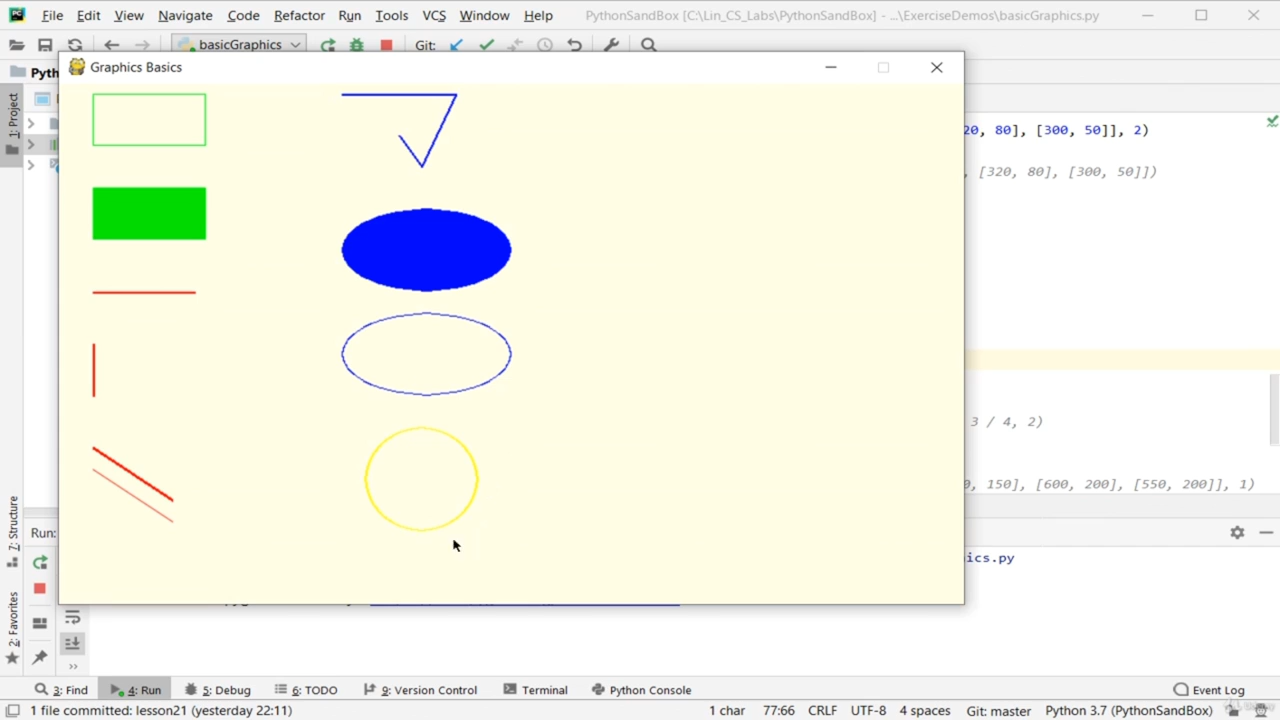 PC File Edit View Navigate Code Refactor Run Tools VCS Window Help PythonSandBox [C:\Ln_CS_Labs\PythonSandBox] - ...\ExerciseDemos\basicGraphics.py
basicGraphics Git:
Graphics Basics
Pyth
1: Project
20, 80], [300, 50]], 2)
, [320, 80], [300, 50]])
3 / 4, 2)
0, 150], [600, 200], [550, 200]], 1)
7: Structure
2: Favorites
Run:
ics.py
3: Find 4: Run 5: Debug 6: TODO 9: Version Control Terminal Python Console Event Log
1 file committed: lesson21 (yesterday 22:11) 1 char 77:66 CRLF UTF-8 4 spaces Git: master Python 3.7 (PythonSandBox)